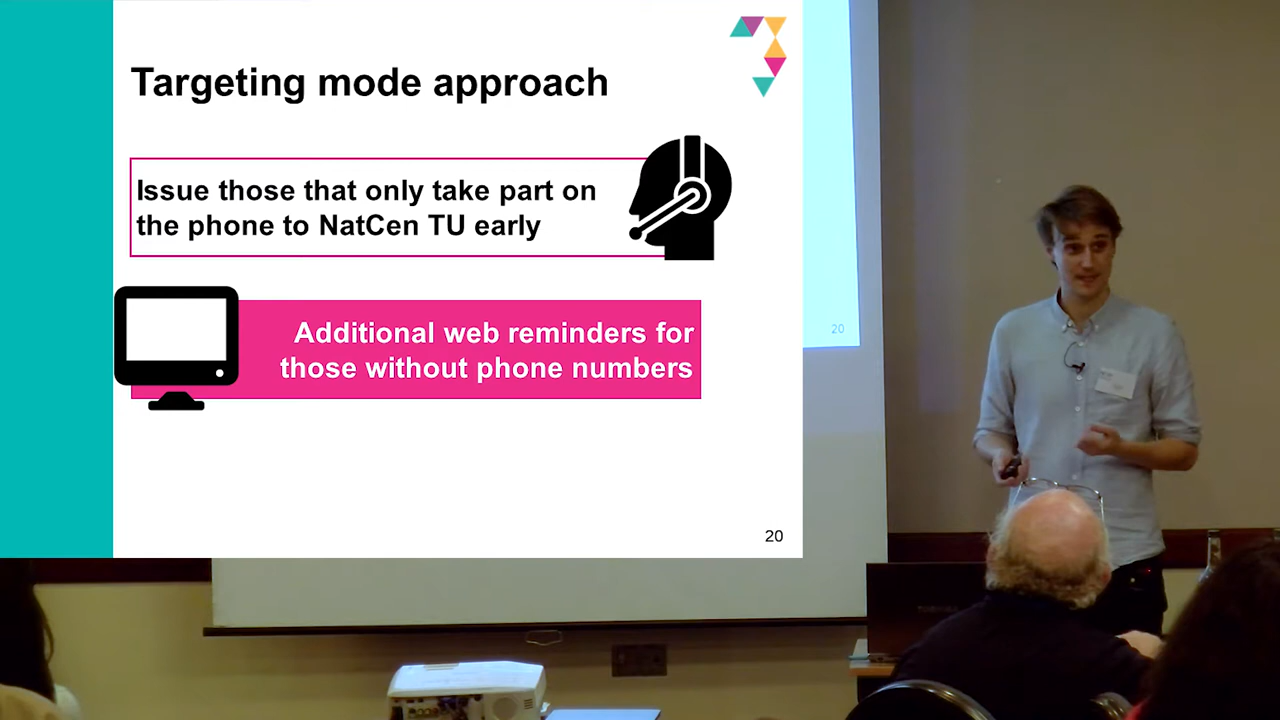 Targeting mode approach
Issue those that only take part on
the phone to NatCen TU early
Additional web reminders for
those without phone numbers
20
20